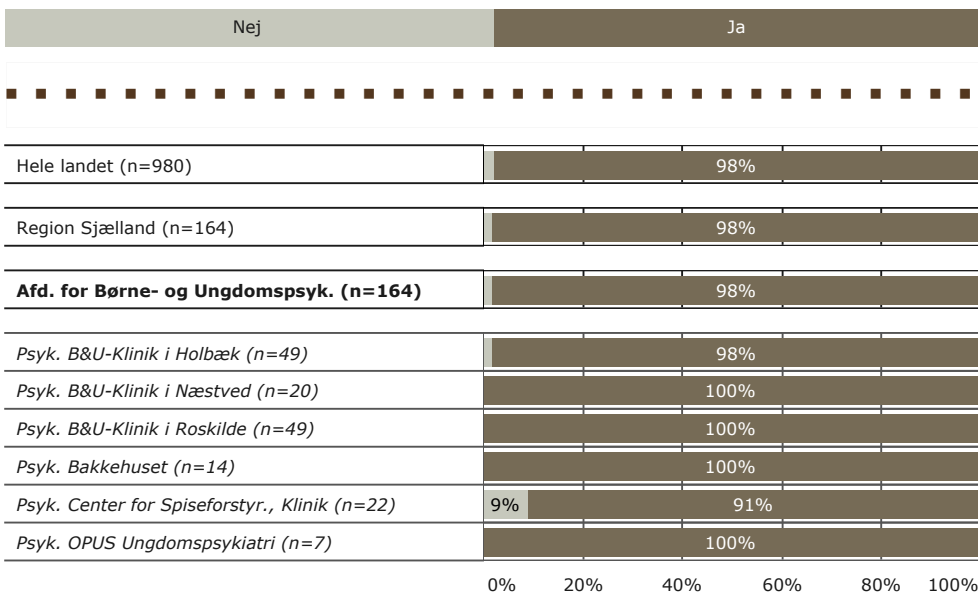 Nej Ja
Hele landet (n=980) 98%
Region Sjælland (n=164) 98%
Afd. for Børne- og Ungdomspsyk. (n=164) 98%
Psyk. B&U-Klinik i Holbæk (n=49) 98%
Psyk. B&U-Klinik i Næstved (n=20) 100%
Psyk. B&U-Klinik i Roskilde (n=49) 100%
Psyk. Bakkehuset (n=14) 100%
Psyk. Center for Spiseforstyr., Klinik (n=22) 9% 91%
Psyk. OPUS Ungdomspsykiatri (n=7) 100%
0% 20% 40% 60% 80% 100%